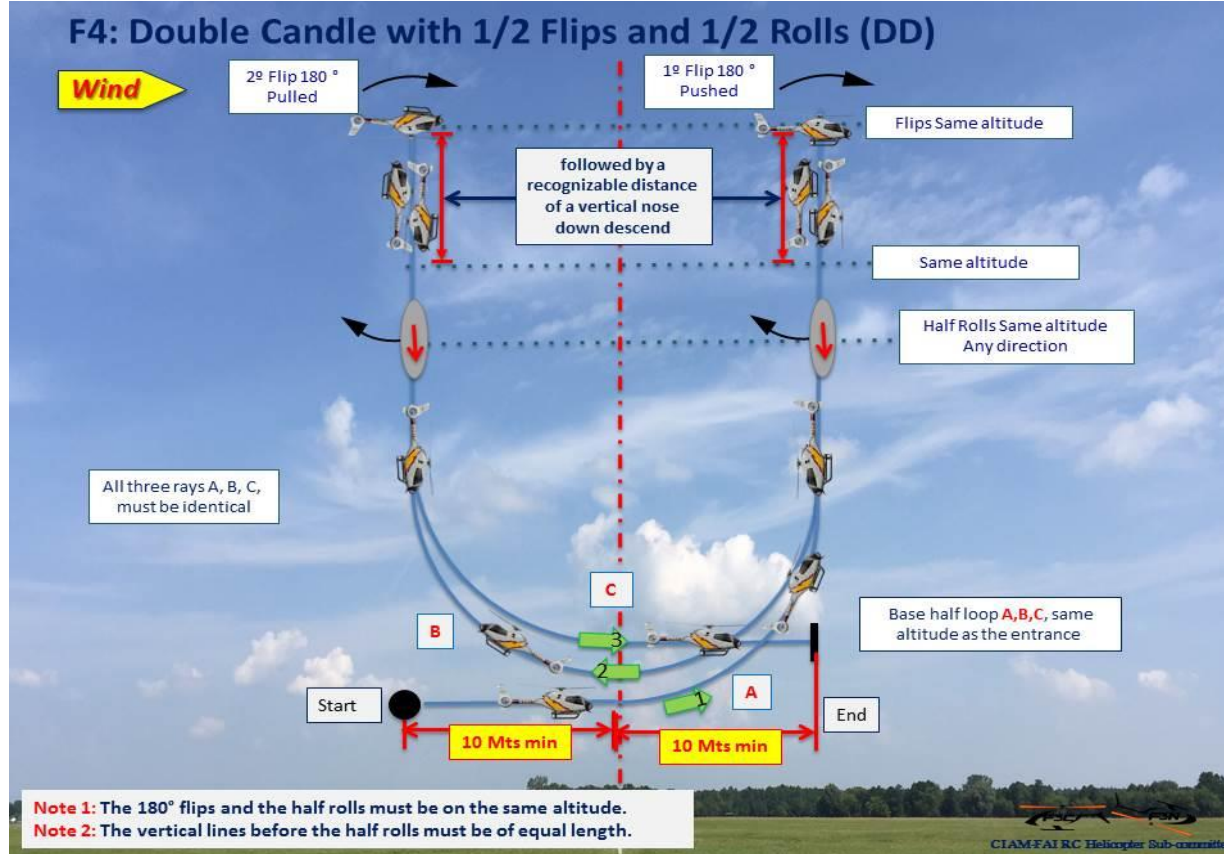 F4: Double Candle with 1/2 Flips and 1/2 Rolls (DD)
Wind
2º Flip 180 °
Pulled
1º Flip 180 °
Pushed
Flips Same altitude
followed by a
recognizable distance
of a vertical nose
down descend
Same altitude
Half Rolls Same altitude
Any direction
All three rays A, B, C,
must be identical
C
B
3
2
Base half loop A,B,C, same
altitude as the entrance
A
1
Start
End
10 Mts min
10 Mts min
Note 1: The 180° flips and the half rolls must be on the same altitude.
Note 2: The vertical lines before the half rolls must be of equal length.
F3C
F3N
CIAM-FAI RC Helicopter Sub-committe